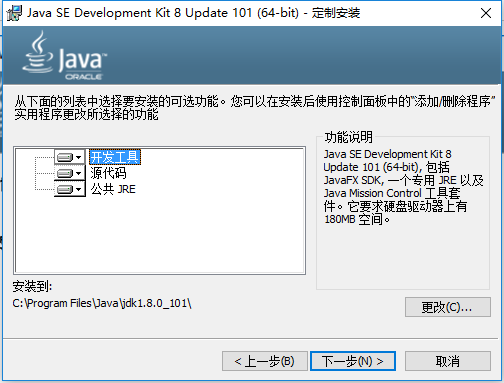 Java SE Development Kit 8 Update 101 (64-bit) - 定制安装
Java™
ORACLE
从下面的列表中选择要安装的可选功能。您可以在安装后使用控制面板中的“添加/删除程序”
实用程序更改所选择的功能
开发工具
源代码
公共 JRE
功能说明
Java SE Development Kit 8
Update 101 (64-bit), 包括
JavaFX SDK, 一个专用 JRE 以及
Java Mission Control 工具套
件。它要求硬盘驱动器上有
180MB 空间。
安装到:
C:\Program Files\Java\jdk1.8.0_101\
更改(C)...
< 上一步(B)
下一步(N) >
取消